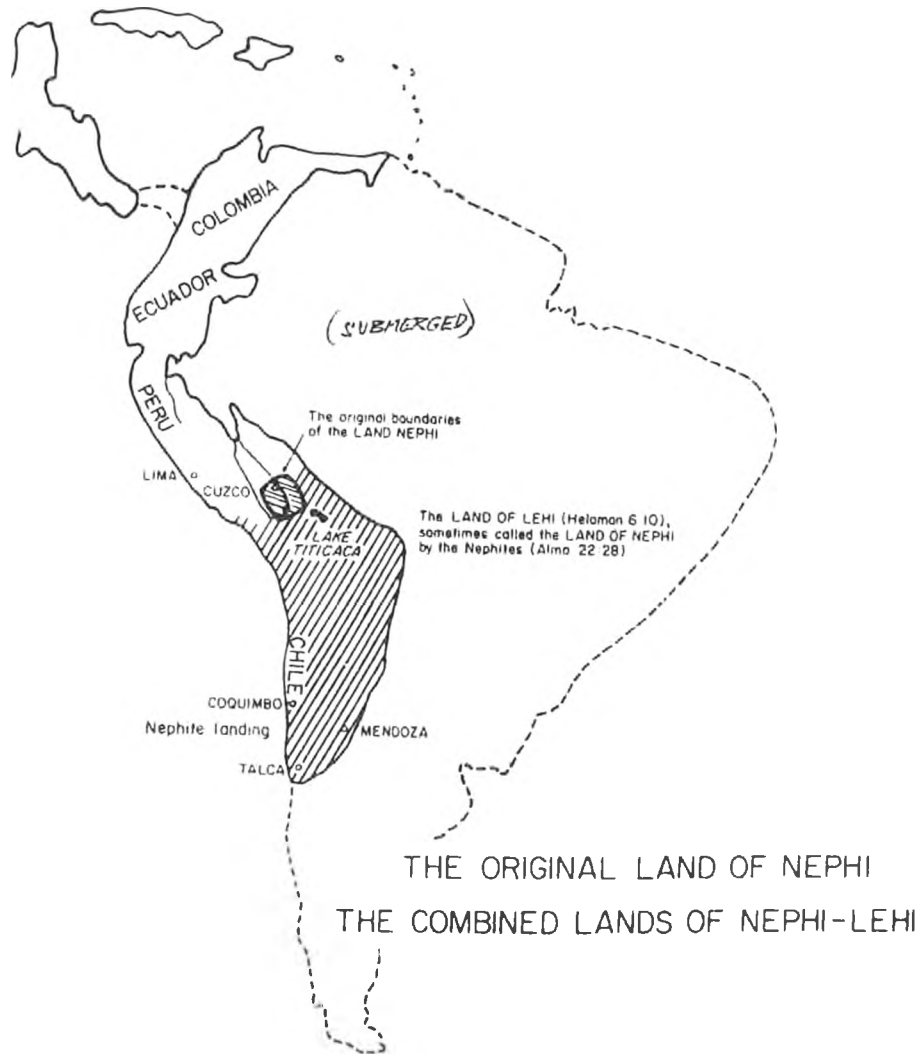 COLOMBIA
ECUADOR
(SUBMERGED)
PERU
The original boundaries
of the LAND NEPHI
LIMA
CUZCO
The LAND OF LEHI (Helaman 6:10),
sometimes called the LAND OF NEPHI
by the Nephites (Alma 22:28)
LAKE
TITICACA
CHILE
COQUIMBO
Nephite landing
MENDOZA
TALCA
THE ORIGINAL LAND OF NEPHI
THE COMBINED LANDS OF NEPHI-LEHI